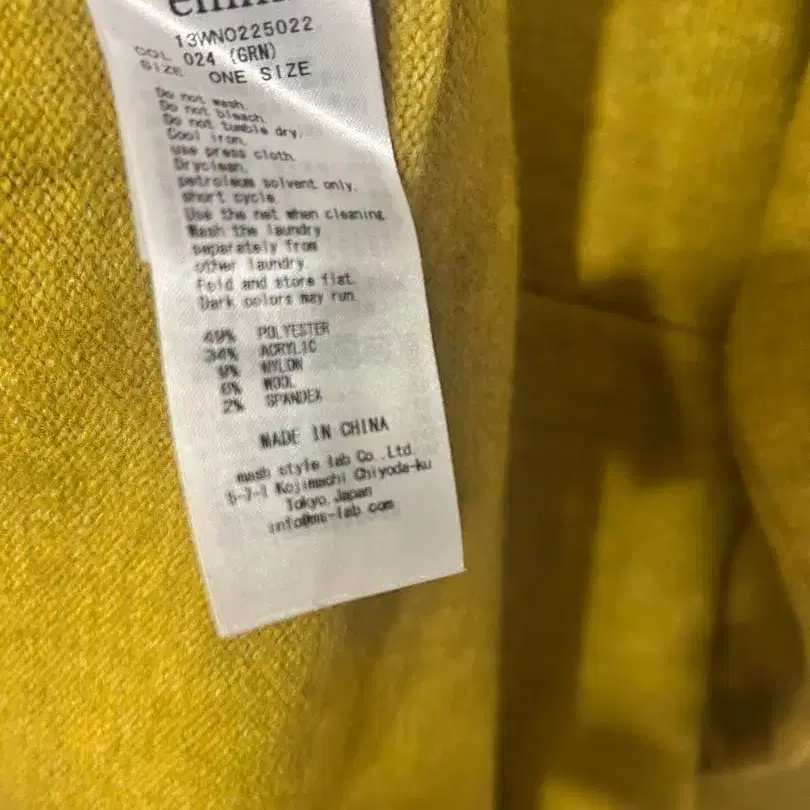 13WNO225022
COL 024 (GRN)
SIZE ONE SIZE
Do not wash.
Do not bleach.
Do not tumble dry.
Cool iron.
use press cloth.
Dryclean.
petroleum solvent only.
short cycle.
Use the net when cleaning.
Wash the laundry
separately from
other laundry.
Fold and store flat.
Dark colors may run.
49% POLYESTER
34% ACRYLIC
9% NYLON
6% WOOL
2% SPANDEX
MADE IN CHINA
mash style lab Co.,Ltd.
5-7-1 Kojimachi Chiyoda-ku
Tokyo,Japan
info@ms-lab.com